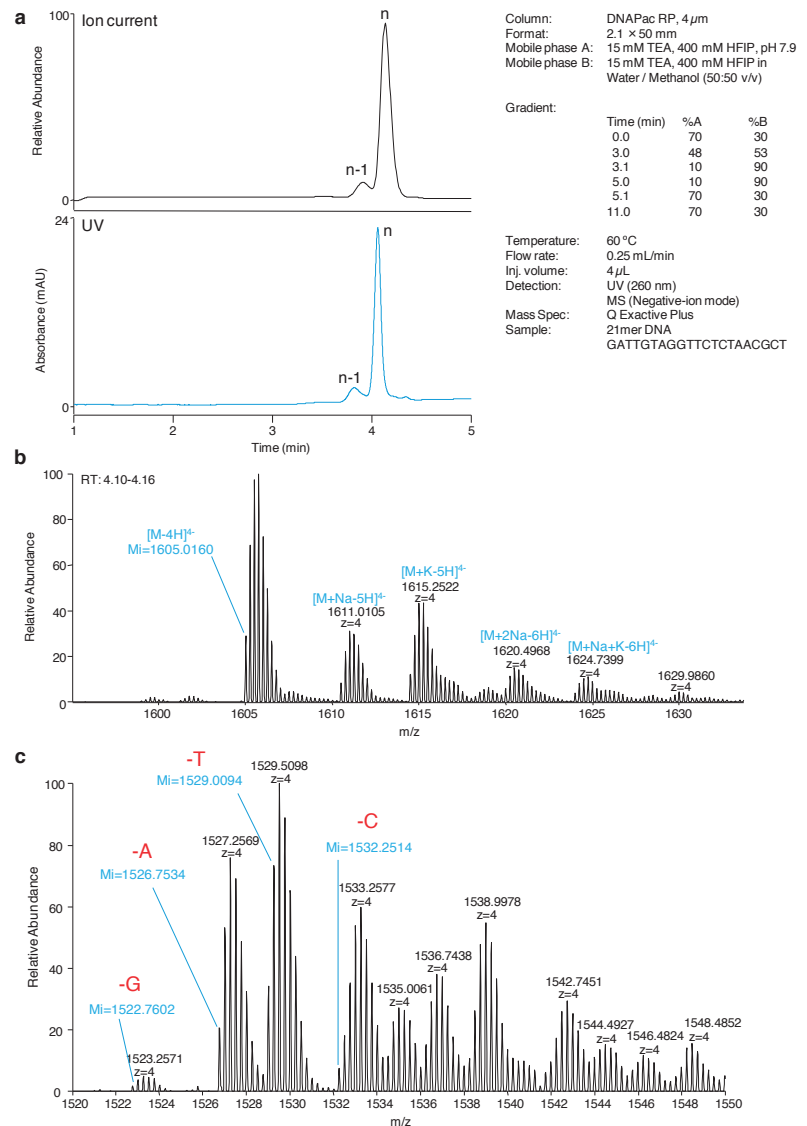 a
Ion current
100
n
n-1
0
Relative Abundance
UV
24
n
n-1
0
Absorbance (mAU)
1 2 3 4 5
Time (min)
Column: DNAPac RP, 4 µm
Format: 2.1 × 50 mm
Mobile phase A: 15 mM TEA, 400 mM HFIP, pH 7.9
Mobile phase B: 15 mM TEA, 400 mM HFIP in
Water / Methanol (50:50 v/v)
Gradient:
Time (min) %A %B
0.0 70 30
3.0 48 53
3.1 10 90
5.0 10 90
5.1 70 30
11.0 70 30
Temperature: 60 °C
Flow rate: 0.25 mL/min
Inj. volume: 4 µL
Detection: UV (260 nm)
MS (Negative-ion mode)
Mass Spec: Q Exactive Plus
Sample: 21mer DNA
GATTGTAGGTTCTCTAACGCT
b
RT: 4.10-4.16
100
80
60
40
20
0
Relative Abundance
[M-4H]4-
Mi=1605.0160
[M+Na-5H]4-
1611.0105
z=4
[M+K-5H]4-
1615.2522
z=4
[M+2Na-6H]4-
1620.4968
z=4
[M+Na+K-6H]4-
1624.7399
z=4
1629.9860
z=4
1600 1605 1610 1615 1620 1625 1630
m/z
c
100
80
60
40
20
0
Relative Abundance
-G
Mi=1522.7602
1523.2571
z=4
-A
Mi=1526.7534
1527.2569
z=4
-T
Mi=1529.0094
1529.5098
z=4
-C
Mi=1532.2514
1533.2577
z=4
1535.0061
z=4
1536.7438
z=4
1538.9978
z=4
1542.7451
z=4
1544.4927
z=4
1546.4824
z=4
1548.4852
z=4
1520 1522 1524 1526 1528 1530 1532 1534 1536 1538 1540 1542 1544 1546 1548 1550
m/z